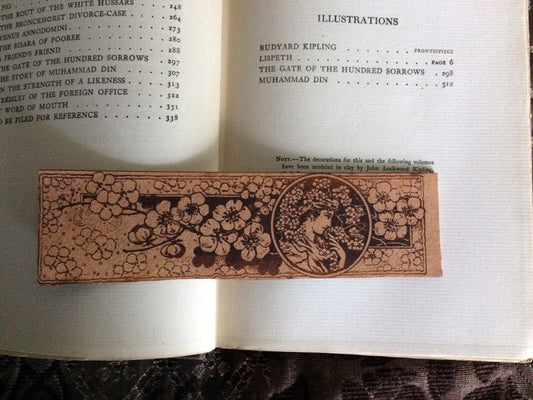 PIG
THE ROUT OF THE WHITE HUSSARS 248
THE BRONCKHORST DIVORCE-CASE 264
VENUS ANNODOMINI 273
THE BISARA OF POOREE 280
A FRIEND'S FRIEND 288
THE GATE OF THE HUNDRED SORROWS 297
THE STORY OF MUHAMMAD DIN 307
ON THE STRENGTH OF A LIKENESS 313
WRESSLEY OF THE FOREIGN OFFICE 322
BY WORD OF MOUTH 331
TO BE FILED FOR REFERENCE 338
ILLUSTRATIONS
RUDYARD KIPLING FRONTISPIECE
LISPETH PAGE 6
THE GATE OF THE HUNDRED SORROWS 298
MUHAMMAD DIN 312
NOTE.—The decorations for this and the following volumes
have been modeled in clay by John Lockwood Kipling